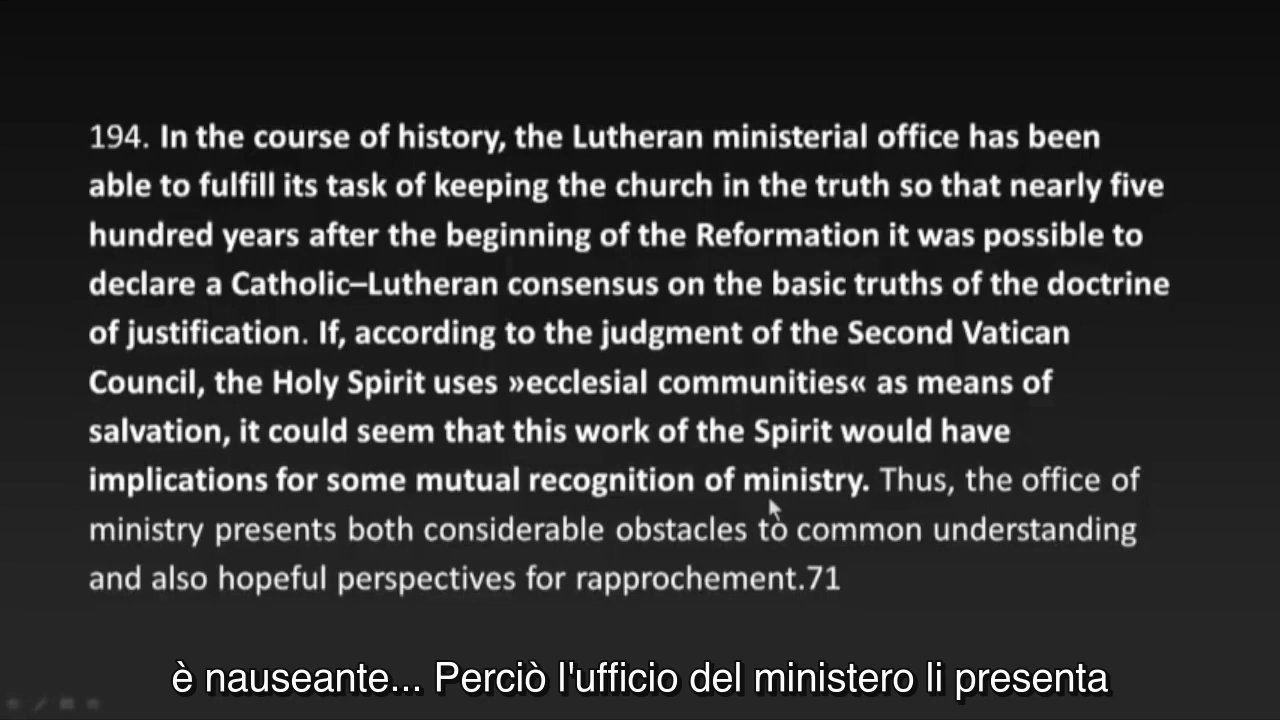 194. In the course of history, the Lutheran ministerial office has been
able to fulfill its task of keeping the church in the truth so that nearly five
hundred years after the beginning of the Reformation it was possible to
declare a Catholic–Lutheran consensus on the basic truths of the doctrine
of justification. If, according to the judgment of the Second Vatican
Council, the Holy Spirit uses »ecclesial communities« as means of
salvation, it could seem that this work of the Spirit would have
implications for some mutual recognition of ministry. Thus, the office of
ministry presents both considerable obstacles to common understanding
and also hopeful perspectives for rapprochement.71
è nauseante... Perciò l'ufficio del ministero li presenta